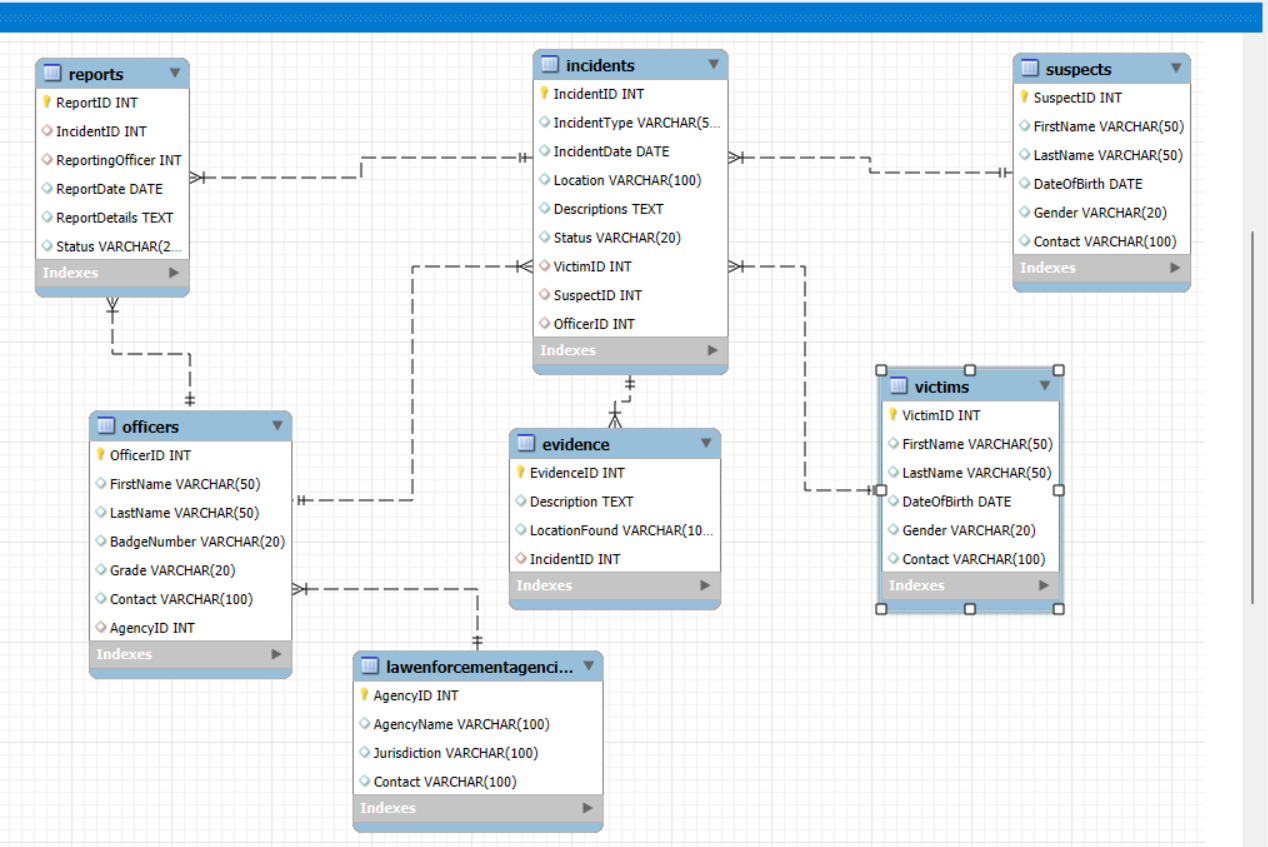 reports
ReportID INT
IncidentID INT
ReportingOfficer INT
ReportDate DATE
ReportDetails TEXT
Status VARCHAR(2...
Indexes
incidents
IncidentID INT
IncidentType VARCHAR(5...
IncidentDate DATE
Location VARCHAR(100)
Descriptions TEXT
Status VARCHAR(20)
VictimID INT
SuspectID INT
OfficerID INT
Indexes
suspects
SuspectID INT
FirstName VARCHAR(50)
LastName VARCHAR(50)
DateOfBirth DATE
Gender VARCHAR(20)
Contact VARCHAR(100)
Indexes
officers
OfficerID INT
FirstName VARCHAR(50)
LastName VARCHAR(50)
BadgeNumber VARCHAR(20)
Grade VARCHAR(20)
Contact VARCHAR(100)
AgencyID INT
Indexes
evidence
EvidenceID INT
Description TEXT
LocationFound VARCHAR(10...
IncidentID INT
Indexes
victims
VictimID INT
FirstName VARCHAR(50)
LastName VARCHAR(50)
DateOfBirth DATE
Gender VARCHAR(20)
Contact VARCHAR(100)
Indexes
lawenforcementagenci...
AgencyID INT
AgencyName VARCHAR(100)
Jurisdiction VARCHAR(100)
Contact VARCHAR(100)
Indexes